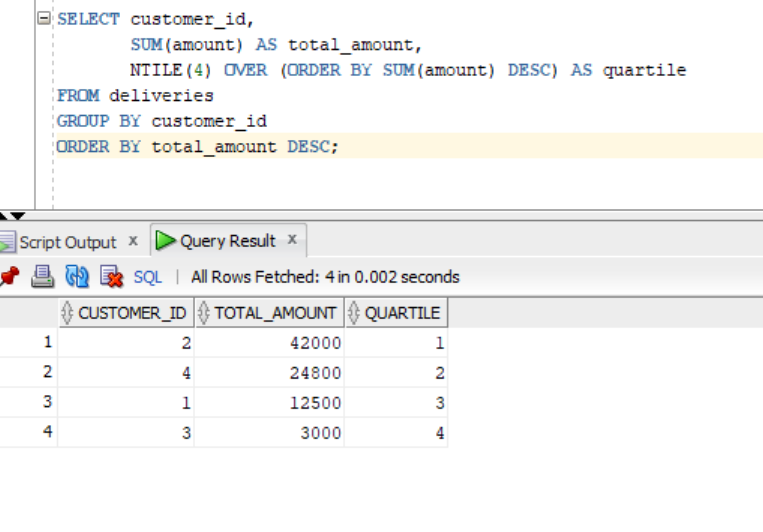 SELECT customer_id,
SUM(amount) AS total_amount,
NTILE(4) OVER (ORDER BY SUM(amount) DESC) AS quartile
FROM deliveries
GROUP BY customer_id
ORDER BY total_amount DESC;
Script Output x Query Result x
SQL | All Rows Fetched: 4 in 0.002 seconds
CUSTOMER_ID TOTAL_AMOUNT QUARTILE
1 2 42000 1
2 4 24800 2
3 1 12500 3
4 3 3000 4